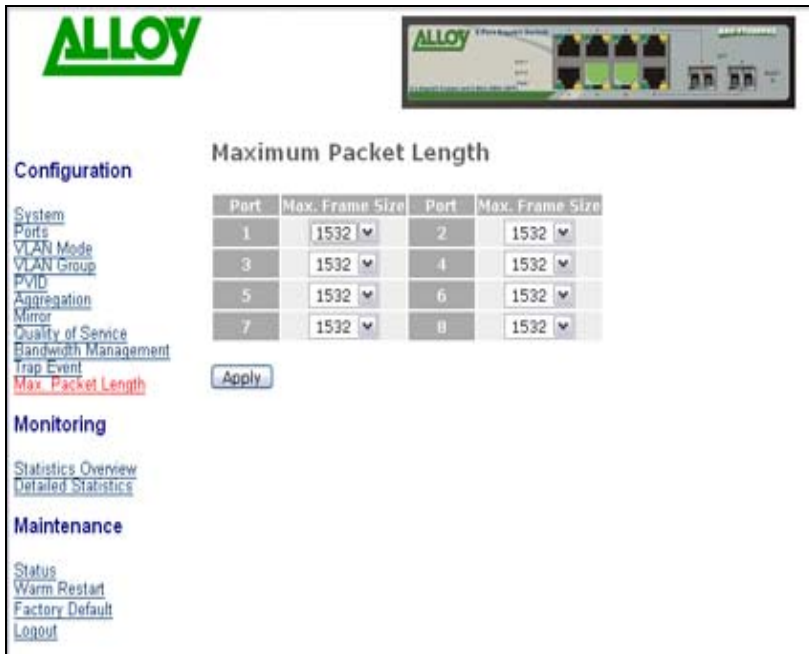 ALLOY
ALLOY
Configuration
System
Ports
VLAN Mode
VLAN Group
PVID
Aggregation
Mirror
Quality of Service
Bandwidth Management
Trap Event
Max. Packet Length
Monitoring
Statistics Overview
Detailed Statistics
Maintenance
Status
Warm Restart
Factory Default
Logout
Maximum Packet Length
Port Max. Frame Size Port Max. Frame Size
1 1532 2 1532
3 1532 4 1532
5 1532 6 1532
7 1532 8 1532
Apply